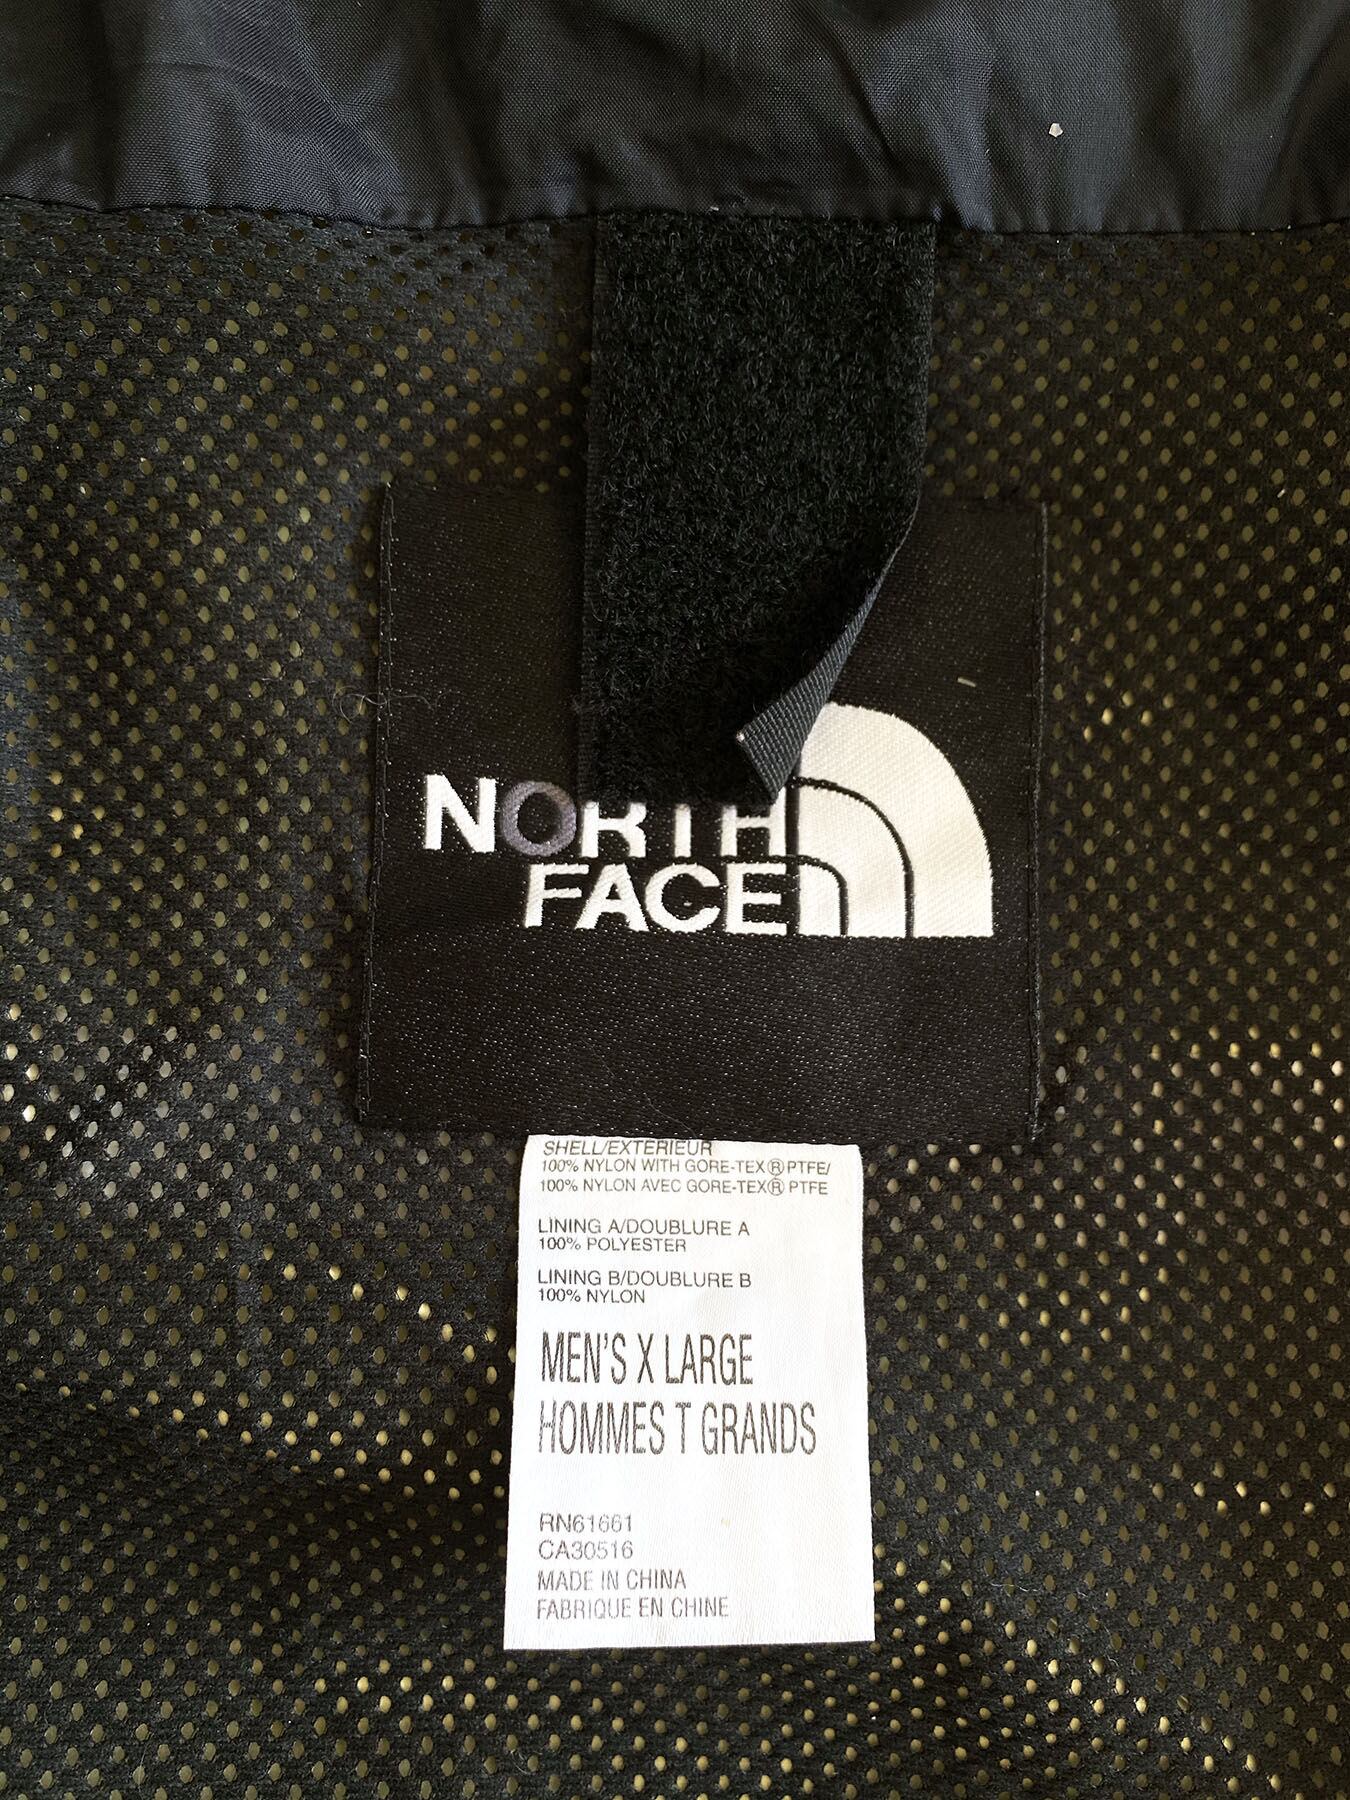 NORTH
FACE
SHELL/EXTERIEUR
100% NYLON WITH GORE-TEX® PTFE/
100% NYLON AVEC GORE-TEX® PTFE
LINING A/DOUBLURE A
100% POLYESTER
LINING B/DOUBLURE B
100% NYLON
MEN'S X LARGE
HOMMES T GRANDS
RN61661
CA30516
MADE IN CHINA
FABRIQUE EN CHINE